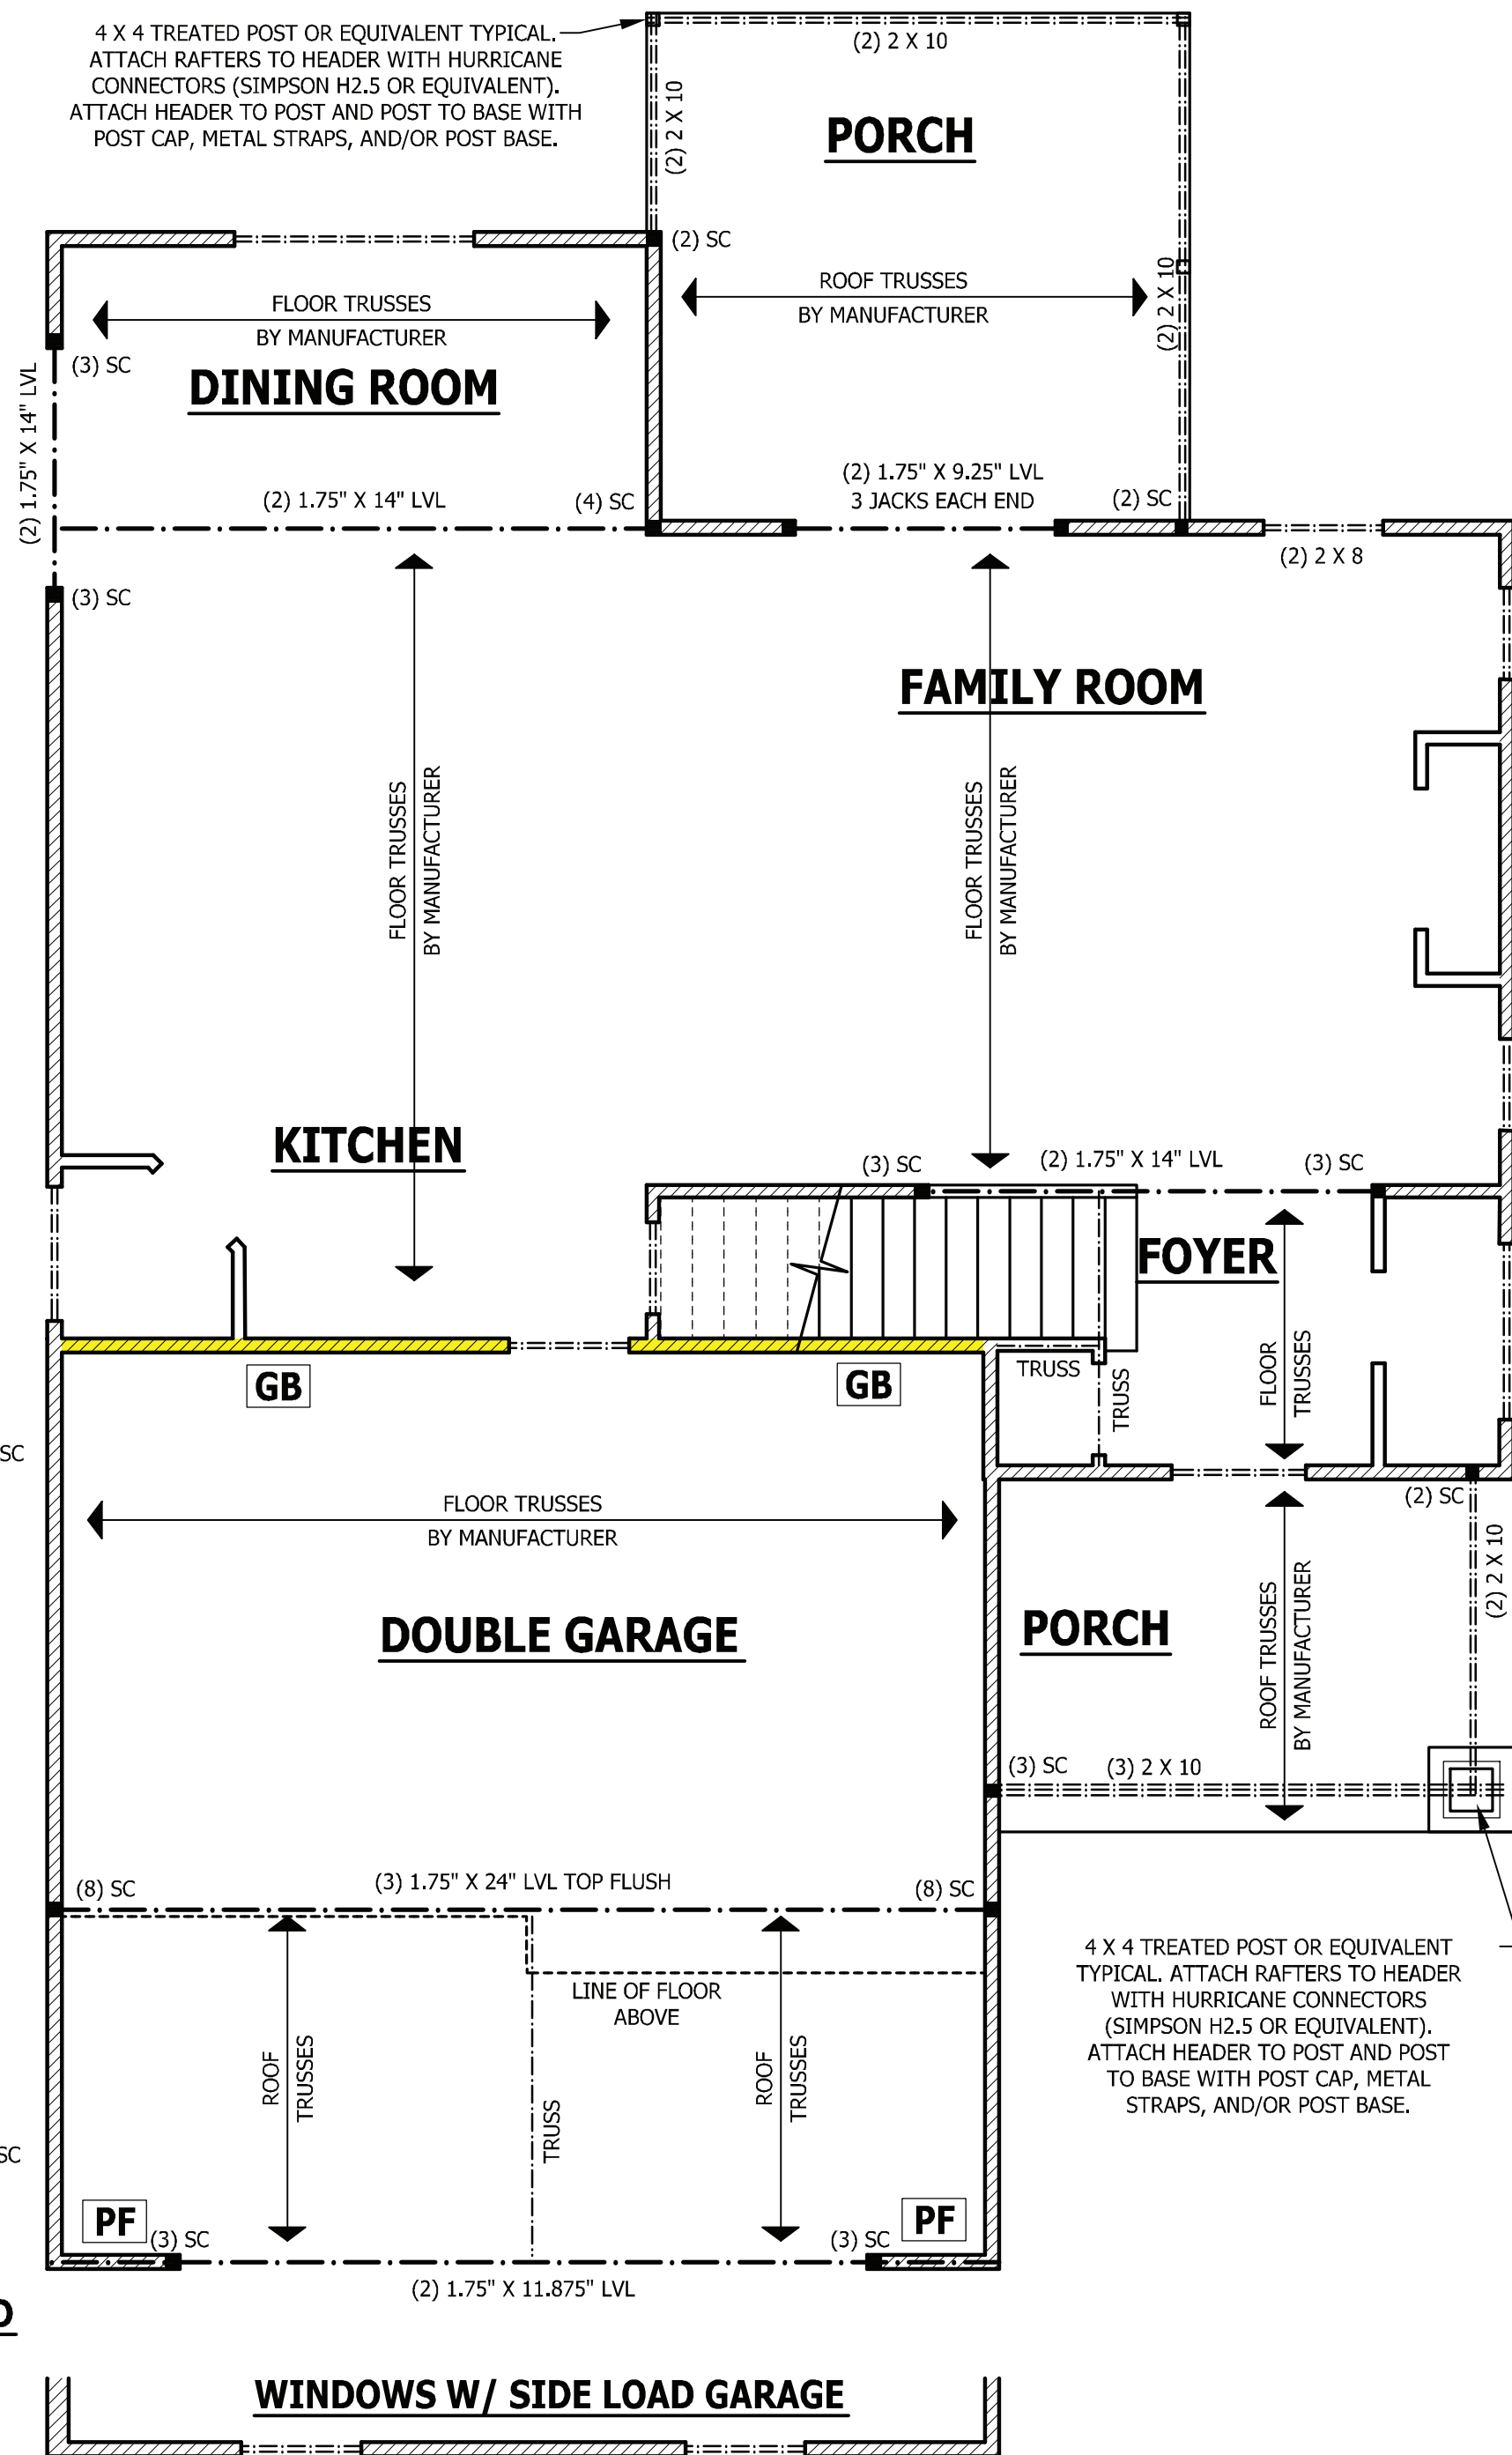 4 X 4 TREATED POST OR EQUIVALENT TYPICAL.
ATTACH RAFTERS TO HEADER WITH HURRICANE
CONNECTORS (SIMPSON H2.5 OR EQUIVALENT).
ATTACH HEADER TO POST AND POST TO BASE WITH
POST CAP, METAL STRAPS, AND/OR POST BASE.
(2) 2 X 10
(2) 2 X 10
PORCH
(2) SC
ROOF TRUSSES
BY MANUFACTURER
(2) 2 X 10
FLOOR TRUSSES
BY MANUFACTURER
(3) SC
DINING ROOM
(2) 1.75" X 14" LVL
(2) 1.75" X 14" LVL
(4) SC
(2) 1.75" X 9.25" LVL
3 JACKS EACH END
(2) SC
(2) 2 X 8
(3) SC
FAMILY ROOM
FLOOR TRUSSES
BY MANUFACTURER
FLOOR TRUSSES
BY MANUFACTURER
KITCHEN
(3) SC
(2) 1.75" X 14" LVL
(3) SC
FOYER
FLOOR
TRUSSES
TRUSS
TRUSS
GB
GB
SC
FLOOR TRUSSES
BY MANUFACTURER
(2) SC
(2) 2 X 10
DOUBLE GARAGE
PORCH
ROOF TRUSSES
BY MANUFACTURER
(3) SC
(3) 2 X 10
(8) SC
(3) 1.75" X 24" LVL TOP FLUSH
(8) SC
LINE OF FLOOR
ABOVE
4 X 4 TREATED POST OR EQUIVALENT
TYPICAL. ATTACH RAFTERS TO HEADER
WITH HURRICANE CONNECTORS
(SIMPSON H2.5 OR EQUIVALENT).
ATTACH HEADER TO POST AND POST
TO BASE WITH POST CAP, METAL
STRAPS, AND/OR POST BASE.
ROOF
TRUSSES
TRUSS
ROOF
TRUSSES
SC
PF
(3) SC
(3) SC
PF
(2) 1.75" X 11.875" LVL
WINDOWS W/ SIDE LOAD GARAGE